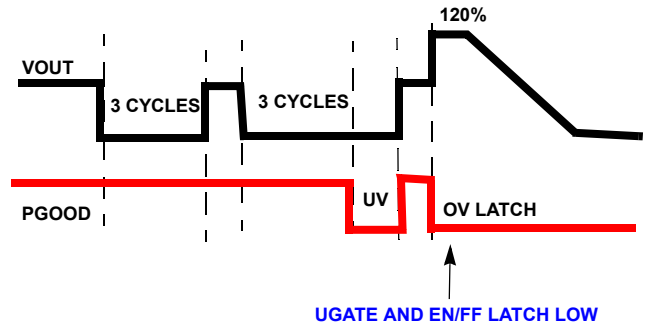 120%
VOUT
3 CYCLES
3 CYCLES
UV
PGOOD
OV LATCH
UGATE AND EN/FF LATCH LOW